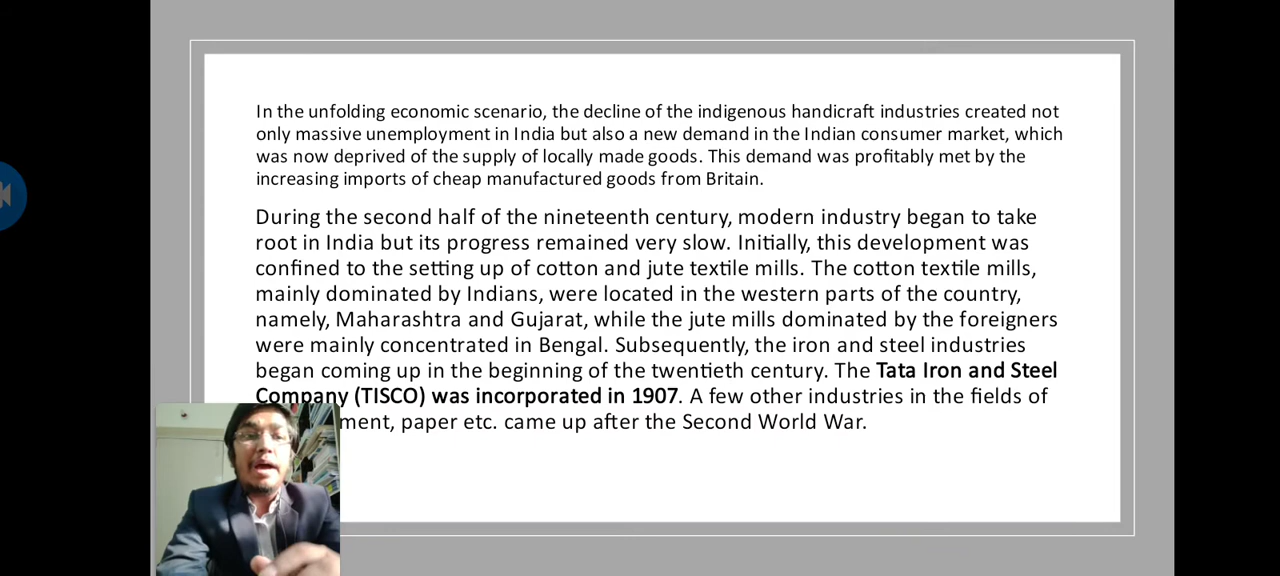 In the unfolding economic scenario, the decline of the indigenous handicraft industries created not
only massive unemployment in India but also a new demand in the Indian consumer market, which
was now deprived of the supply of locally made goods. This demand was profitably met by the
increasing imports of cheap manufactured goods from Britain.
During the second half of the nineteenth century, modern industry began to take
root in India but its progress remained very slow. Initially, this development was
confined to the setting up of cotton and jute textile mills. The cotton textile mills,
mainly dominated by Indians, were located in the western parts of the country,
namely, Maharashtra and Gujarat, while the jute mills dominated by the foreigners
were mainly concentrated in Bengal. Subsequently, the iron and steel industries
began coming up in the beginning of the twentieth century. The Tata Iron and Steel
Company (TISCO) was incorporated in 1907. A few other industries in the fields of
paper etc. came up after the Second World War.